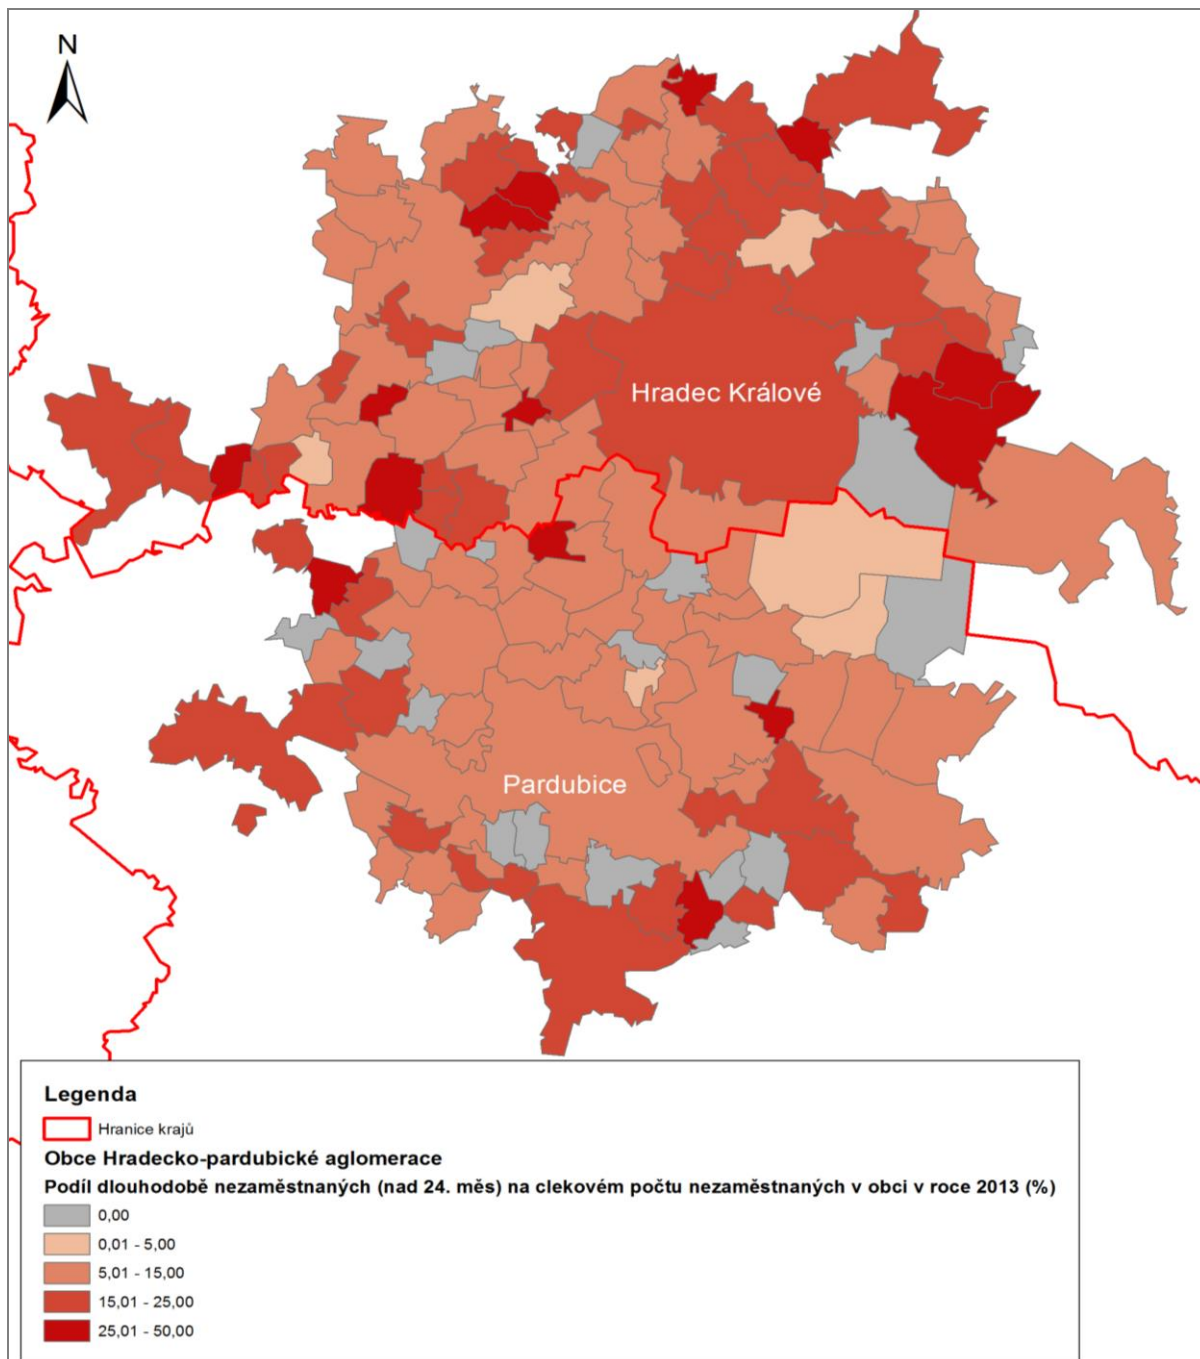 N
Hradec Králové
Pardubice
Legenda
Hranice krajů
Obce Hradecko-pardubické aglomerace
Podíl dlouhodobě nezaměstnaných (nad 24. měs) na clekovém počtu nezaměstnaných v obci v roce 2013 (%)
0,00
0,01 - 5,00
5,01 - 15,00
15,01 - 25,00
25,01 - 50,00